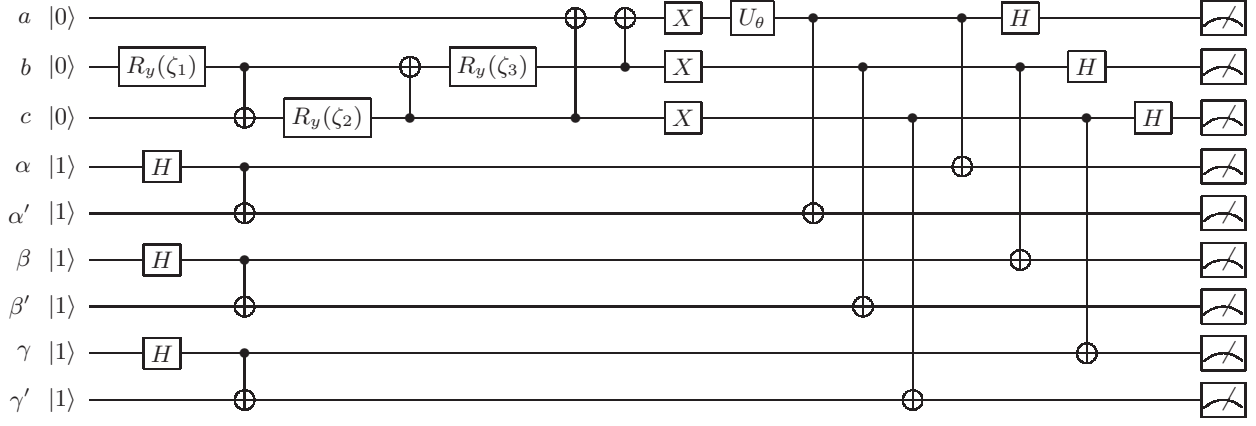 a |0⟩ X U_θ H
b |0⟩ R_y(ζ_1) R_y(ζ_3) X H
c |0⟩ R_y(ζ_2) X H
α |1⟩ H
α′ |1⟩
β |1⟩ H
β′ |1⟩
γ |1⟩ H
γ′ |1⟩